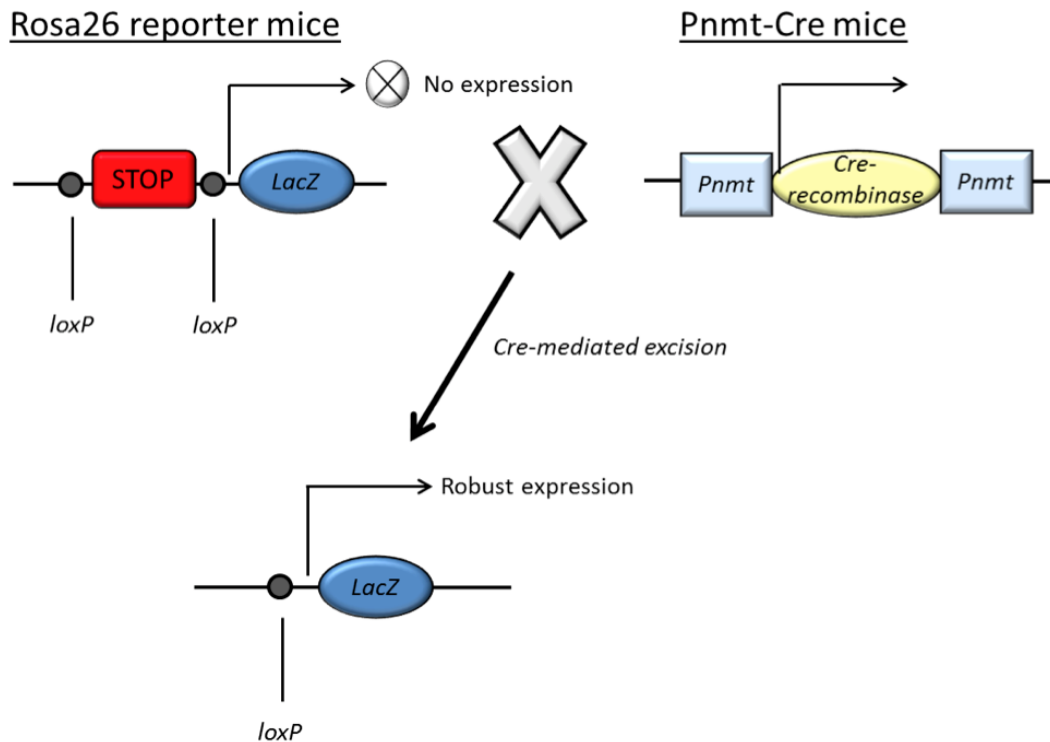 Rosa26 reporter mice
Pnmt-Cre mice
No expression
STOP
LacZ
Pnmt
Cre-
recombinase
Pnmt
loxP
loxP
Cre-mediated excision
Robust expression
LacZ
loxP